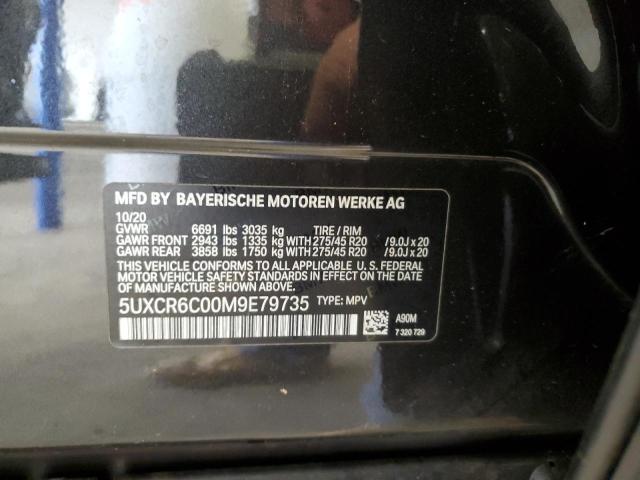 MFD BY BAYERISCHE MOTOREN WERKE AG
10/20
GVWR 6691 lbs 3035 kg TIRE / RIM
GAWR FRONT 2943 lbs 1335 kg WITH 275/45 R20 /9.0J x 20
GAWR REAR 3858 lbs 1750 kg WITH 275/45 R20 /9.0J x 20
THIS VEHICLE CONFORMS TO ALL APPLICABLE U. S. FEDERAL
MOTOR VEHICLE SAFETY STANDARDS IN EFFECT ON THE DATE OF
MANUFACTURE SHOWN ABOVE.
5UXCR6C00M9E79735 TYPE: MPV
A90M
7 320 729